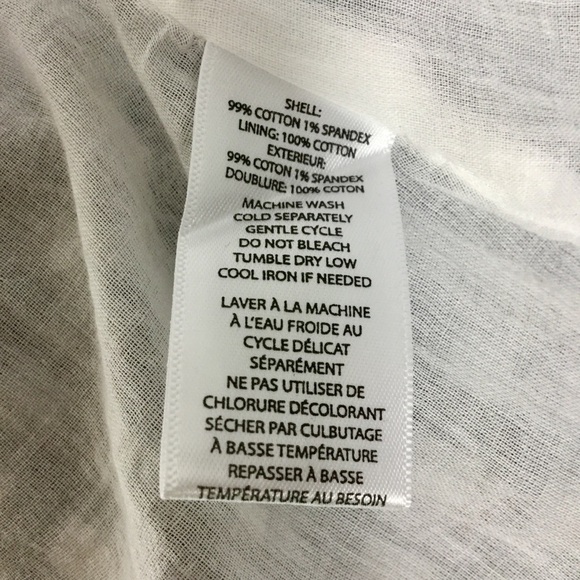 SHELL:
99% COTTON 1% SPANDEX
LINING: 100% COTTON
EXTERIEUR:
99% COTON 1% SPANDEX
DOUBLURE: 100% COTON
MACHINE WASH
COLD SEPARATELY
GENTLE CYCLE
DO NOT BLEACH
TUMBLE DRY LOW
COOL IRON IF NEEDED
LAVER À LA MACHINE
À L'EAU FROIDE AU
CYCLE DÉLICAT
SÉPARÉMENT
NE PAS UTILISER DE
CHLORURE DÉCOLORANT
SÉCHER PAR CULBUTAGE
À BASSE TEMPÉRATURE
REPASSER À BASSE
TEMPÉRATURE AU BESOIN